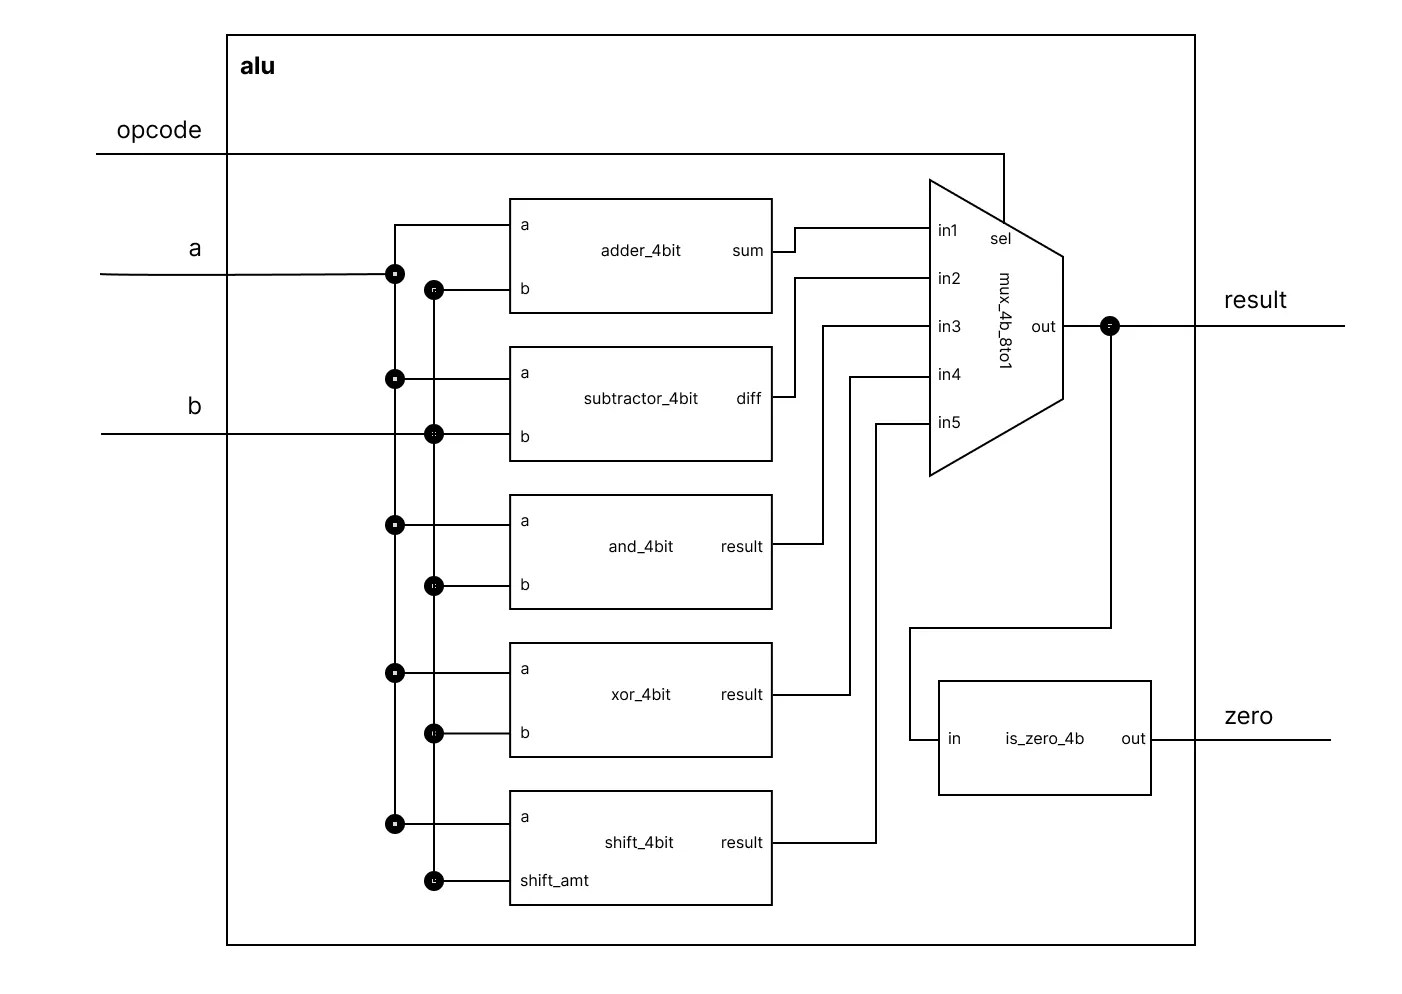 alu
opcode
a
b
a
adder_4bit
sum
b
a
subtractor_4bit
diff
b
a
and_4bit
result
b
a
xor_4bit
result
b
a
shift_4bit
result
shift_amt
in1
sel
in2
in3
mux_4b_8to1
out
in4
in5
result
in
is_zero_4b
out
zero